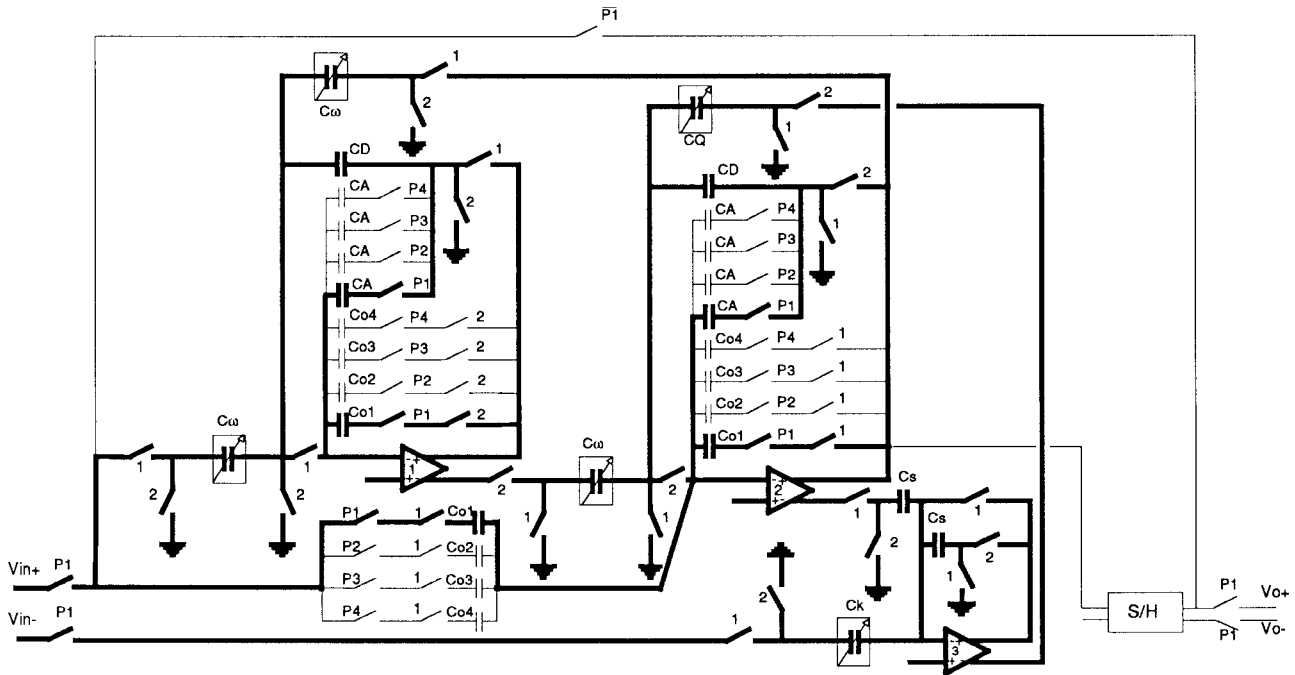 P1
1
Cω
2
2
1
CQ
CD
1
CD
2
CA P4
CA P3
2
CA P2
CA P1
Co4 P4 2
Co3 P3 2
Co2 P2 2
Co1 P1 2
CA P4
1
CA P3
CA P2
CA P1
Co4 P4 1
Co3 P3 1
Co2 P2 1
Co1 P1 1
1
Cω
1
2
2
1
2
Cω
2
1
1
2
1
Cs
1
2
Cs
2
1
P1 1 Co1
P2 1 Co2
P3 1 Co3
P4 1 Co4
Vin+ P1
Vin- P1
2
1
Ck
3
S/H
P1
P1
Vo+
Vo-